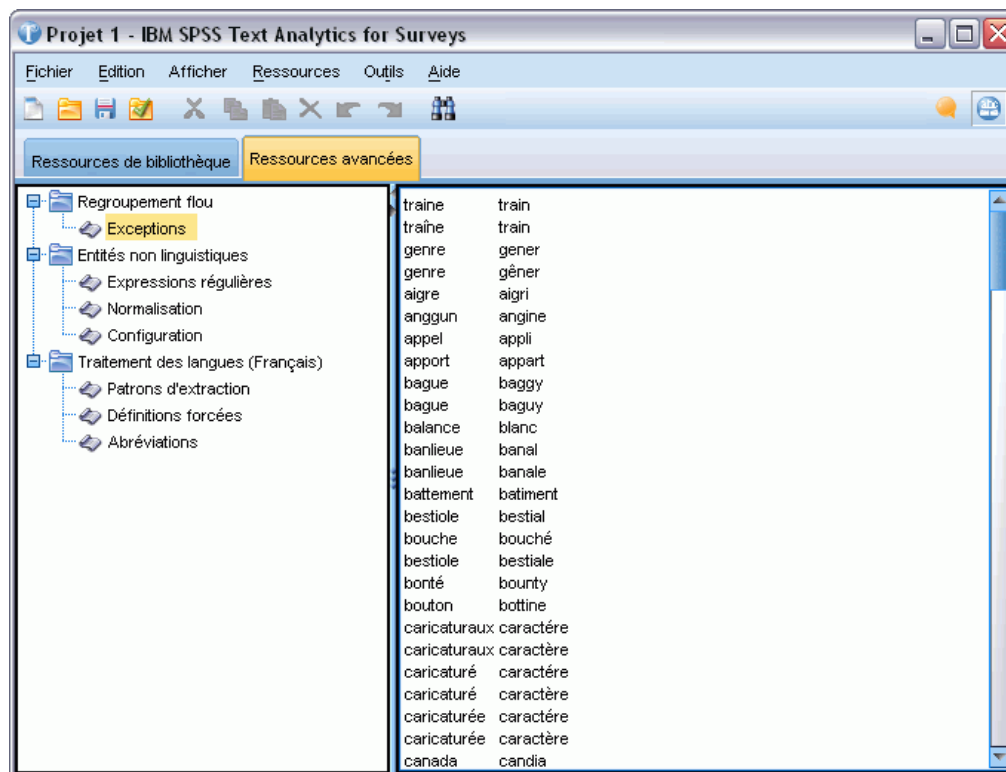 Projet 1 - IBM SPSS Text Analytics for Surveys
Fichier Edition Afficher Ressources Outils Aide
Ressources de bibliothèque Ressources avancées
Regroupement flou
Exceptions
Entités non linguistiques
Expressions régulières
Normalisation
Configuration
Traitement des langues (Français)
Patrons d'extraction
Définitions forcées
Abréviations
traine train
traîne train
genre gener
genre gêner
aigre aigri
anggun angine
appel appli
apport appart
bague baggy
bague baguy
balance blanc
banlieue banal
banlieue banale
battement batiment
bestiole bestial
bouche bouché
bestiole bestiale
bonté bounty
bouton bottine
caricaturaux caractére
caricaturaux caractère
caricaturé caractére
caricaturé caractère
caricaturée caractére
caricaturée caractère
canada candia